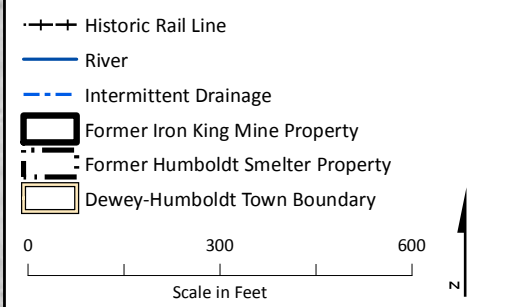 Historic Rail Line
River
Intermittent Drainage
Former Iron King Mine Property
Former Humboldt Smelter Property
Dewey-Humboldt Town Boundary
0 300 600
Scale in Feet
N